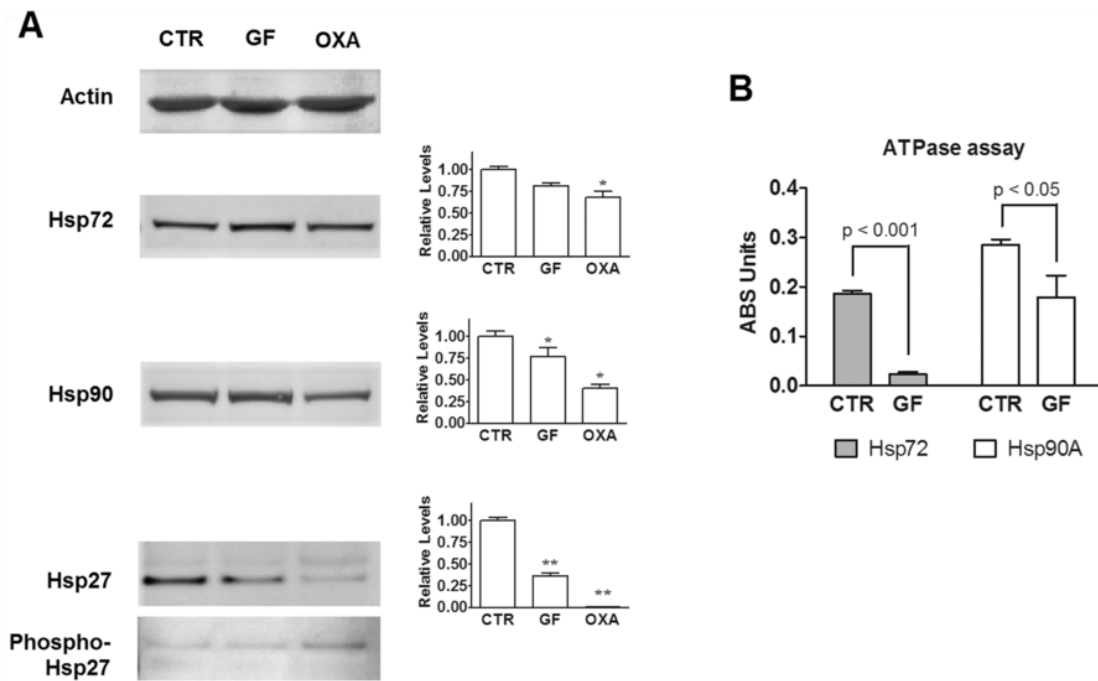 A
CTR GF OXA
Actin
Hsp72
Relative Levels
1.00
0.75
0.50
0.25
0.00
*
CTR GF OXA
Hsp90
Relative Levels
1.00
0.75
0.50
0.25
0.00
*
*
CTR GF OXA
Hsp27
Relative Levels
1.00
0.75
0.50
0.25
0.00
**
**
CTR GF OXA
Phospho-
Hsp27
B
ATPase assay
ABS Units
0.4
0.3
0.2
0.1
0.0
p < 0.05
p < 0.001
CTR GF CTR GF
Hsp72 Hsp90A